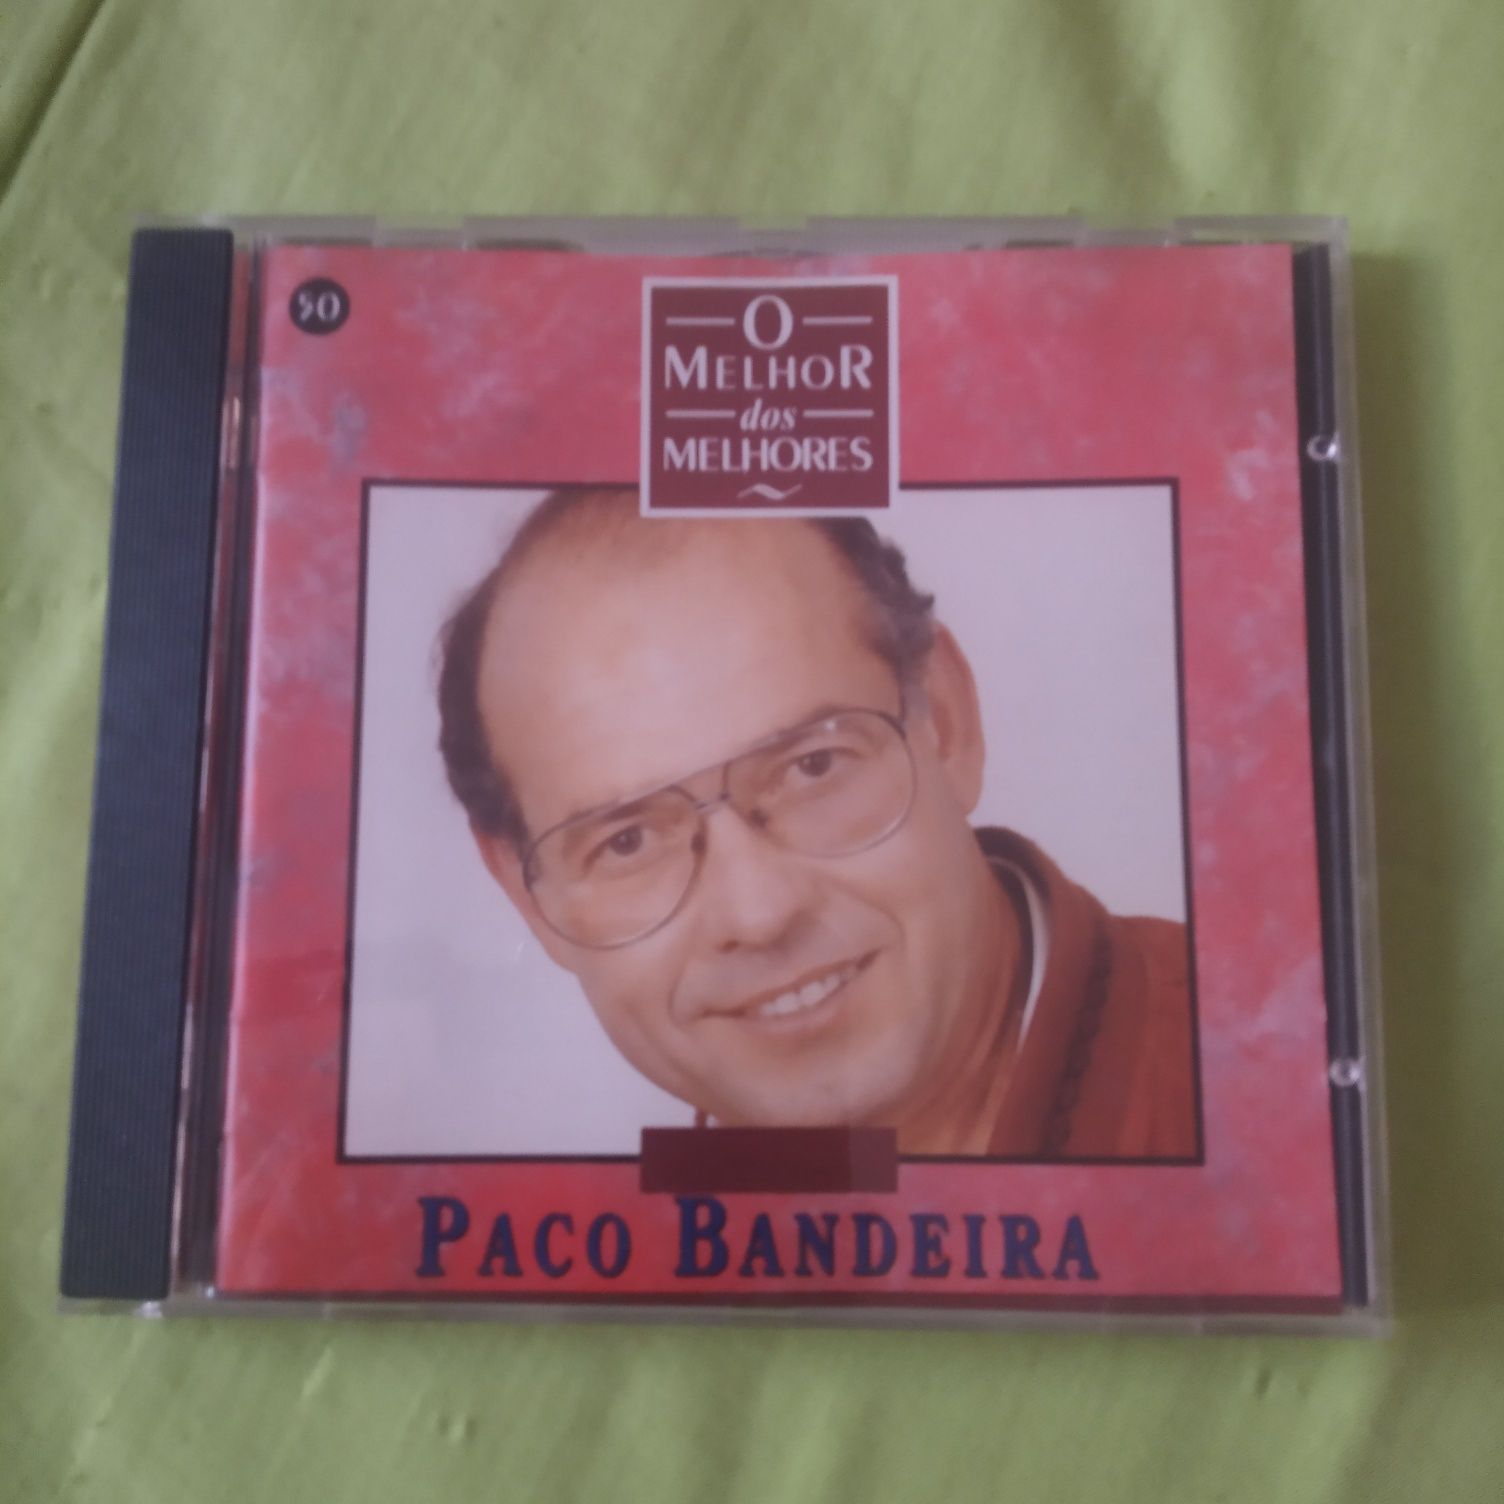 50
O
MELHOR
dos
MELHORES
PACO BANDEIRA